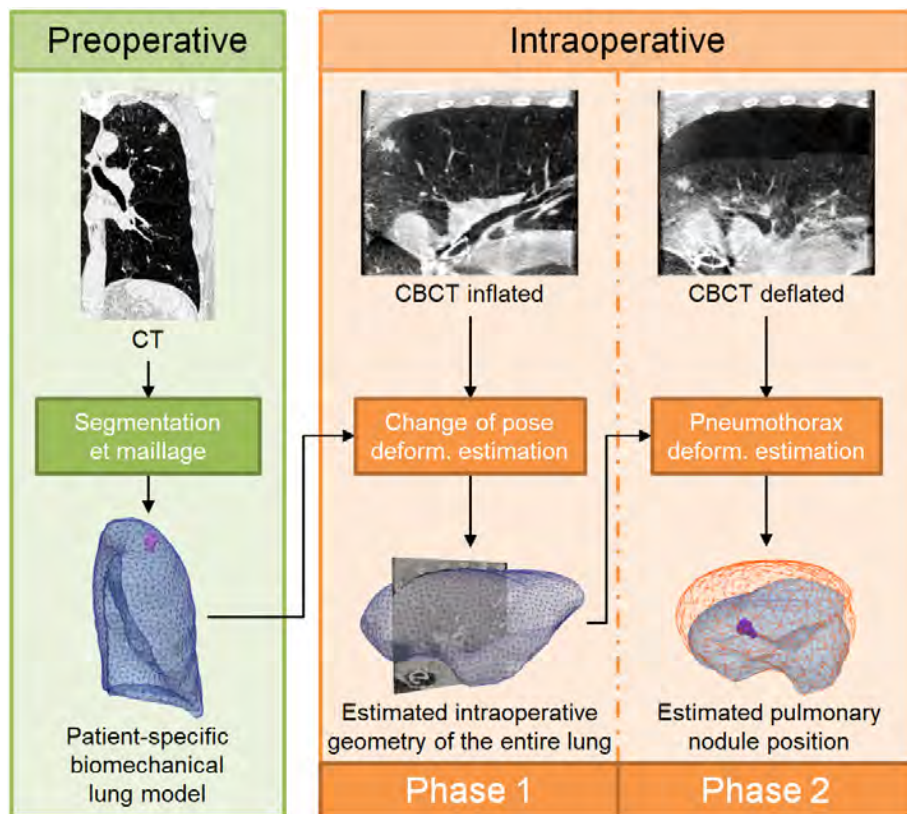 Preoperative
Intraoperative
CT
CBCT inflated
CBCT deflated
Segmentation
et maillage
Change of pose
deform. estimation
Pneumothorax
deform. estimation
Patient-specific
biomechanical
lung model
Estimated intraoperative
geometry of the entire lung
Estimated pulmonary
nodule position
Phase 1
Phase 2